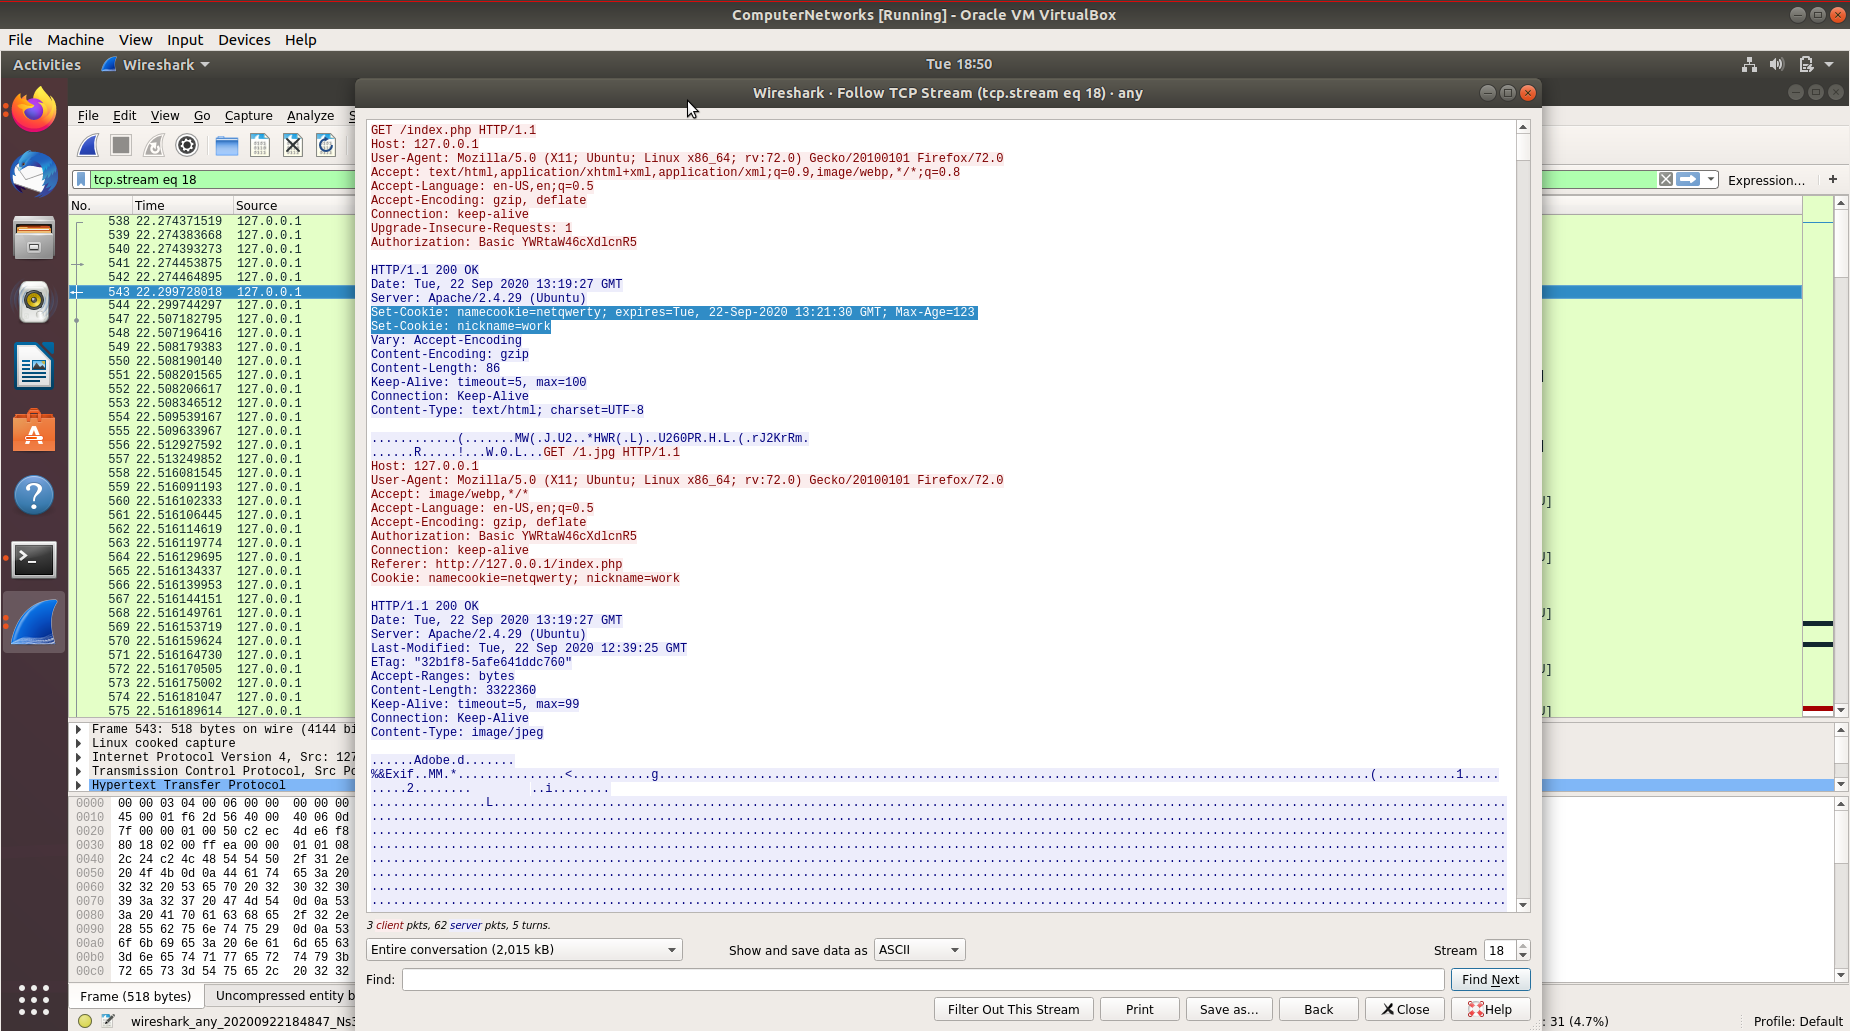 ComputerNetworks [Running] - Oracle VM VirtualBox
File Machine View Input Devices Help
Activities Wireshark Tue 18:50
Wireshark · Follow TCP Stream (tcp.stream eq 18) · any
File Edit View Go Capture Analyze S
tcp.stream eq 18
Expression… +
No. Time Source
538 22.274371519 127.0.0.1
539 22.274383668 127.0.0.1
540 22.274393273 127.0.0.1
541 22.274453875 127.0.0.1
542 22.274464895 127.0.0.1
543 22.299728018 127.0.0.1
544 22.299744297 127.0.0.1
547 22.507182795 127.0.0.1
548 22.507196416 127.0.0.1
549 22.508179383 127.0.0.1
550 22.508190140 127.0.0.1
551 22.508201565 127.0.0.1
552 22.508206617 127.0.0.1
553 22.508346512 127.0.0.1
554 22.509539167 127.0.0.1
555 22.509633967 127.0.0.1
556 22.512927592 127.0.0.1
557 22.513249852 127.0.0.1
558 22.516081545 127.0.0.1
559 22.516091193 127.0.0.1
560 22.516102333 127.0.0.1
561 22.516106445 127.0.0.1
562 22.516114619 127.0.0.1
563 22.516119774 127.0.0.1
564 22.516129695 127.0.0.1
565 22.516134337 127.0.0.1
566 22.516139953 127.0.0.1
567 22.516144151 127.0.0.1
568 22.516149761 127.0.0.1
569 22.516153719 127.0.0.1
570 22.516159624 127.0.0.1
571 22.516164730 127.0.0.1
572 22.516170505 127.0.0.1
573 22.516175002 127.0.0.1
574 22.516181047 127.0.0.1
575 22.516189614 127.0.0.1
Frame 543: 518 bytes on wire (4144 bi
Linux cooked capture
Internet Protocol Version 4, Src: 127
Transmission Control Protocol, Src Po
Hypertext Transfer Protocol
0000 00 00 03 04 00 06 00 00 00 00
0010 45 00 01 f6 2d 56 40 00 40 06 0d
0020 7f 00 00 01 00 50 c2 ec 4d e6 f8
0030 80 18 02 00 ff ea 00 00 01 01 08
0040 2c 24 c2 4c 48 54 54 50 2f 31 2e
0050 20 4f 4b 0d 0a 44 61 74 65 3a 20
0060 32 32 20 53 65 70 20 32 30 32 30
0070 39 3a 32 37 20 47 4d 54 0d 0a 53
0080 3a 20 41 70 61 63 68 65 2f 32 2e
0090 28 55 62 75 6e 74 75 29 0d 0a 53
00a0 6f 6b 69 65 3a 20 6e 61 6d 65 63
00b0 3d 6e 65 74 71 77 65 72 74 79 3b
00c0 72 65 73 3d 54 75 65 2c 20 32 32
Frame (518 bytes) Uncompressed entity b
wireshark_any_20200922184847_Ns3
GET /index.php HTTP/1.1
Host: 127.0.0.1
User-Agent: Mozilla/5.0 (X11; Ubuntu; Linux x86_64; rv:72.0) Gecko/20100101 Firefox/72.0
Accept: text/html,application/xhtml+xml,application/xml;q=0.9,image/webp,*/*;q=0.8
Accept-Language: en-US,en;q=0.5
Accept-Encoding: gzip, deflate
Connection: keep-alive
Upgrade-Insecure-Requests: 1
Authorization: Basic YWRtaW46cXdlcnR5
HTTP/1.1 200 OK
Date: Tue, 22 Sep 2020 13:19:27 GMT
Server: Apache/2.4.29 (Ubuntu)
Set-Cookie: namecookie=netqwerty; expires=Tue, 22-Sep-2020 13:21:30 GMT; Max-Age=123
Set-Cookie: nickname=work
Vary: Accept-Encoding
Content-Encoding: gzip
Content-Length: 86
Keep-Alive: timeout=5, max=100
Connection: Keep-Alive
Content-Type: text/html; charset=UTF-8
............(.......MW(.J.U2..*HWR(.L)..U260PR.H.L.(.rJ2KrRm.
......R.....!...W.0.L...GET /1.jpg HTTP/1.1
Host: 127.0.0.1
User-Agent: Mozilla/5.0 (X11; Ubuntu; Linux x86_64; rv:72.0) Gecko/20100101 Firefox/72.0
Accept: image/webp,*/*
Accept-Language: en-US,en;q=0.5
Accept-Encoding: gzip, deflate
Authorization: Basic YWRtaW46cXdlcnR5
Connection: keep-alive
Referer: http://127.0.0.1/index.php
Cookie: namecookie=netqwerty; nickname=work
HTTP/1.1 200 OK
Date: Tue, 22 Sep 2020 13:19:27 GMT
Server: Apache/2.4.29 (Ubuntu)
Last-Modified: Tue, 22 Sep 2020 12:39:25 GMT
ETag: "32b1f8-5afe641ddc760"
Accept-Ranges: bytes
Content-Length: 3322360
Keep-Alive: timeout=5, max=99
Connection: Keep-Alive
Content-Type: image/jpeg
......Adobe.d.......
%&Exif..MM.*...............<...........g
(...........1.....
.....2........ ..i........
................L
3 client pkts, 62 server pkts, 5 turns.
Entire conversation (2,015 kB) Show and save data as ASCII Stream 18
Find: Find Next
Filter Out This Stream Print Save as… Back Close Help
: 31 (4.7%) Profile: Default